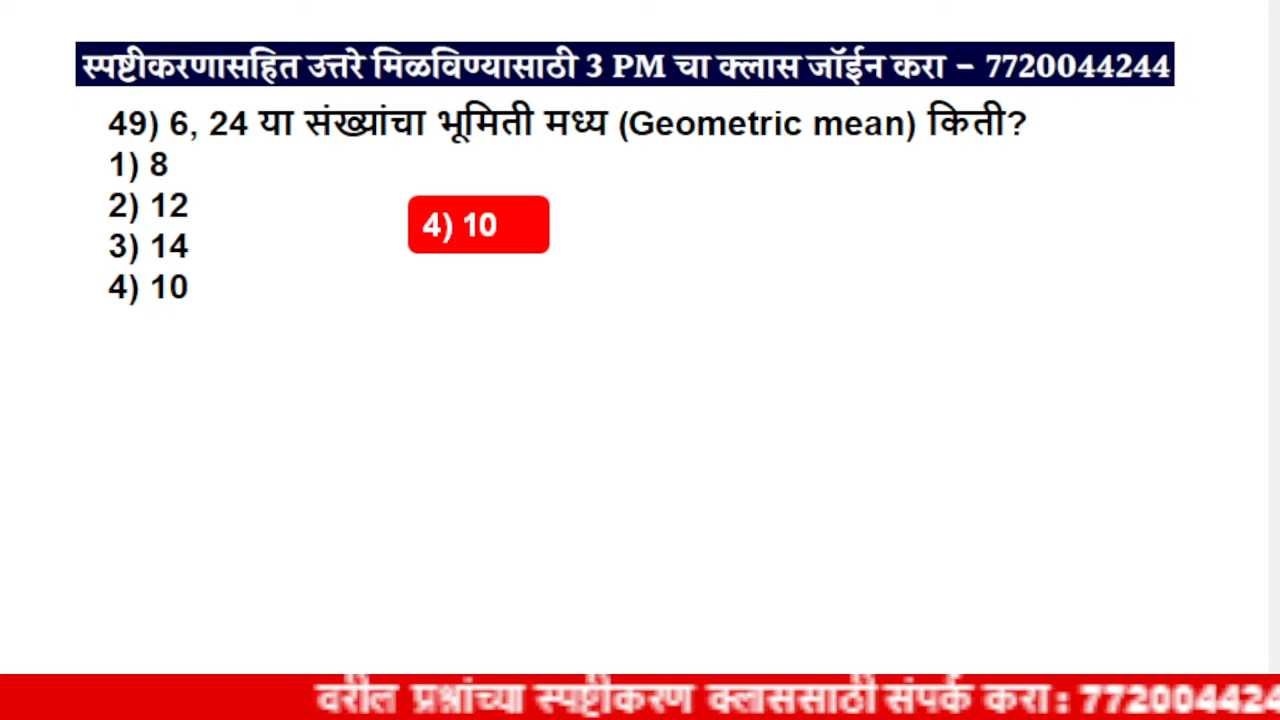 स्पष्टीकरणासहित उत्तरे मिळविण्यासाठी 3 PM चा क्लास जॉईन करा – 7720044244
49) 6, 24 या संख्यांचा भूमिती मध्य (Geometric mean) किती?
1) 8
2) 12
4) 10
3) 14
4) 10
वरील प्रश्नांच्या स्पष्टीकरण क्लाससाठी संपर्क करा : 772004424